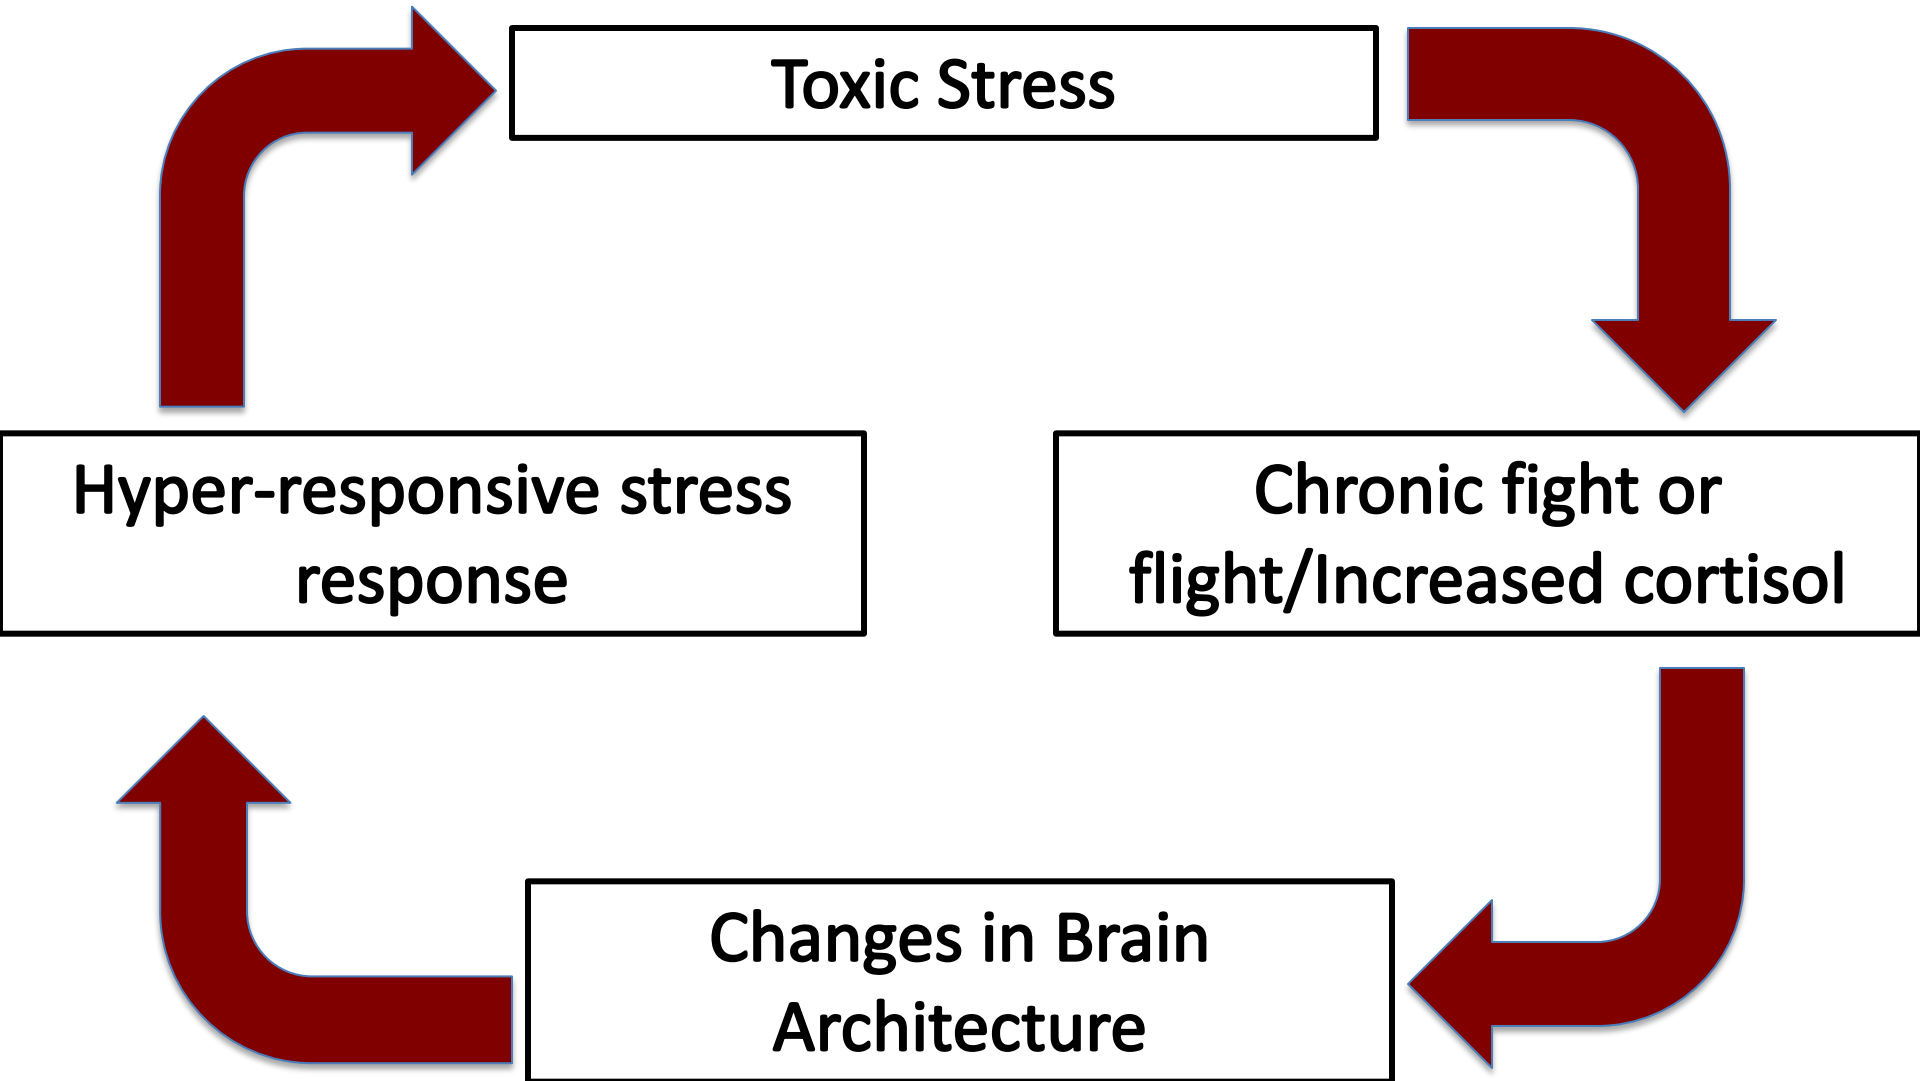 Toxic Stress
Hyper-responsive stress
response
Chronic fight or
flight/Increased cortisol
Changes in Brain
Architecture